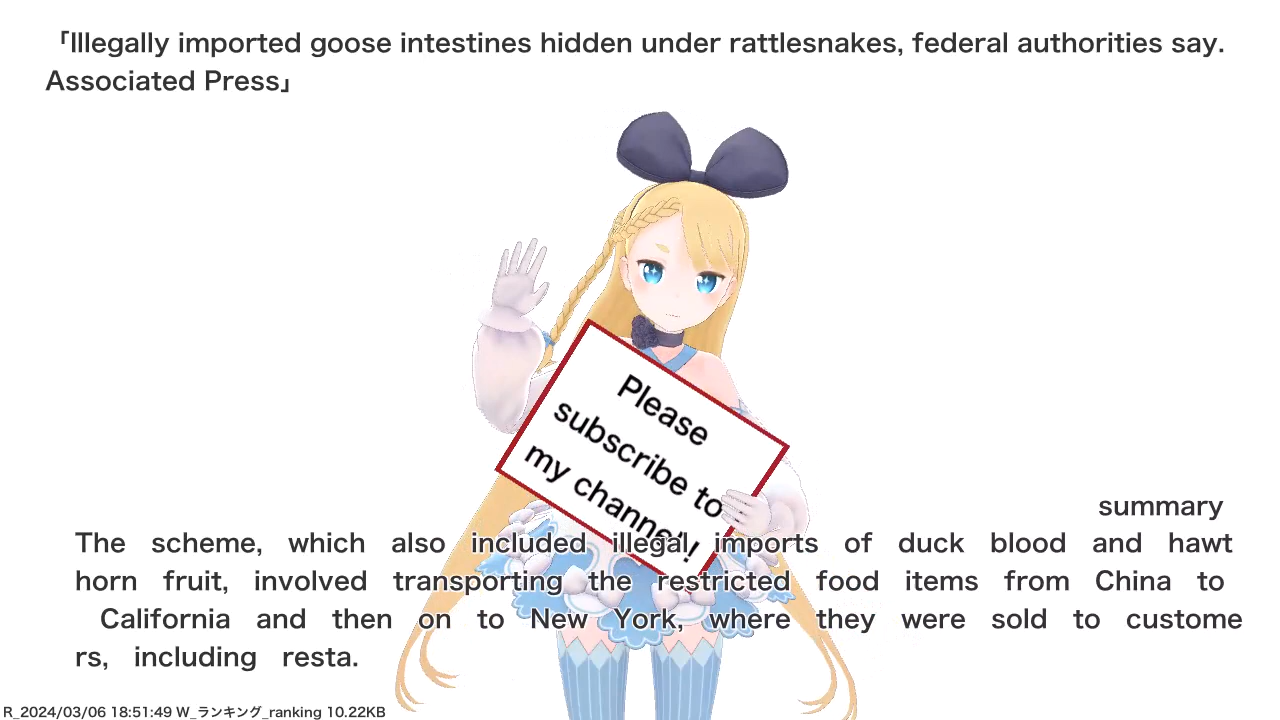 「Illegally imported goose intestines hidden under rattlesnakes, federal authorities say.
Associated Press」
Please
subscribe to
my channel!
summary
The scheme, which also included illegal imports of duck blood and hawt
horn fruit, involved transporting the restricted food items from China to
California and then on to New York, where they were sold to custome
rs, including resta.
R_2024/03/06 18:51:49 W_ランキング_ranking 10.22KB